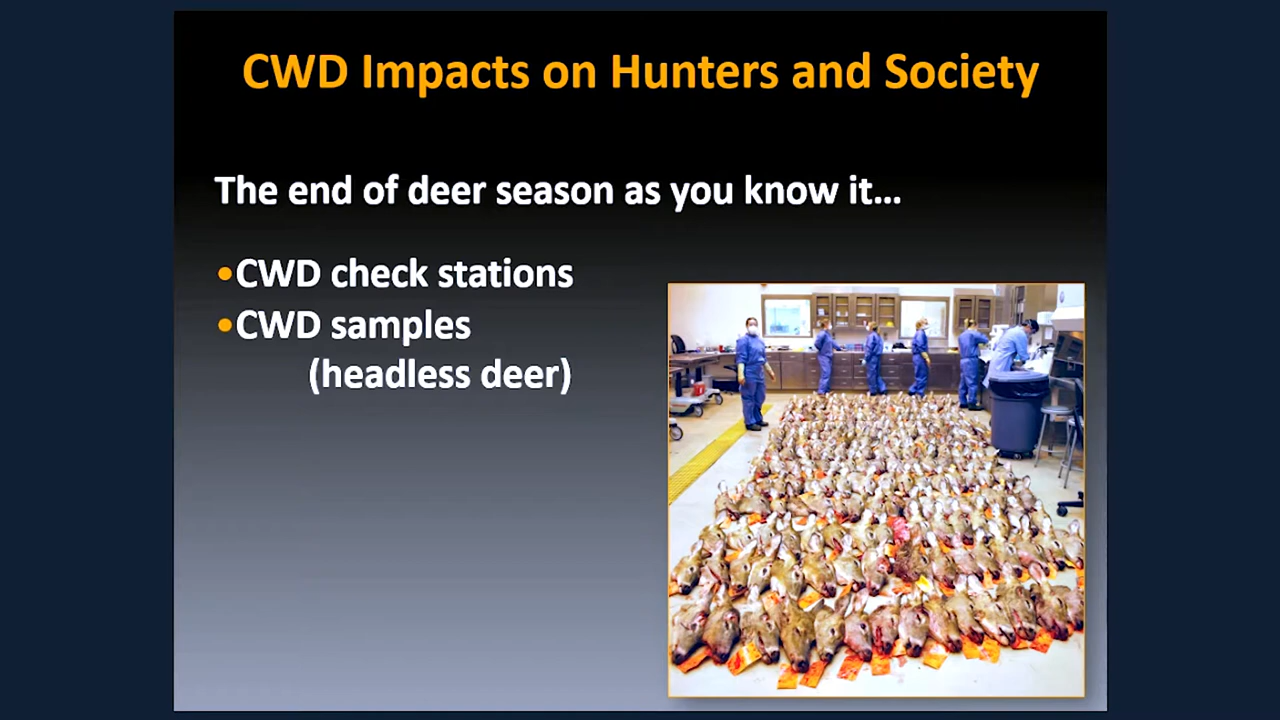 CWD Impacts on Hunters and Society
The end of deer season as you know it...
•CWD check stations
•CWD samples
(headless deer)